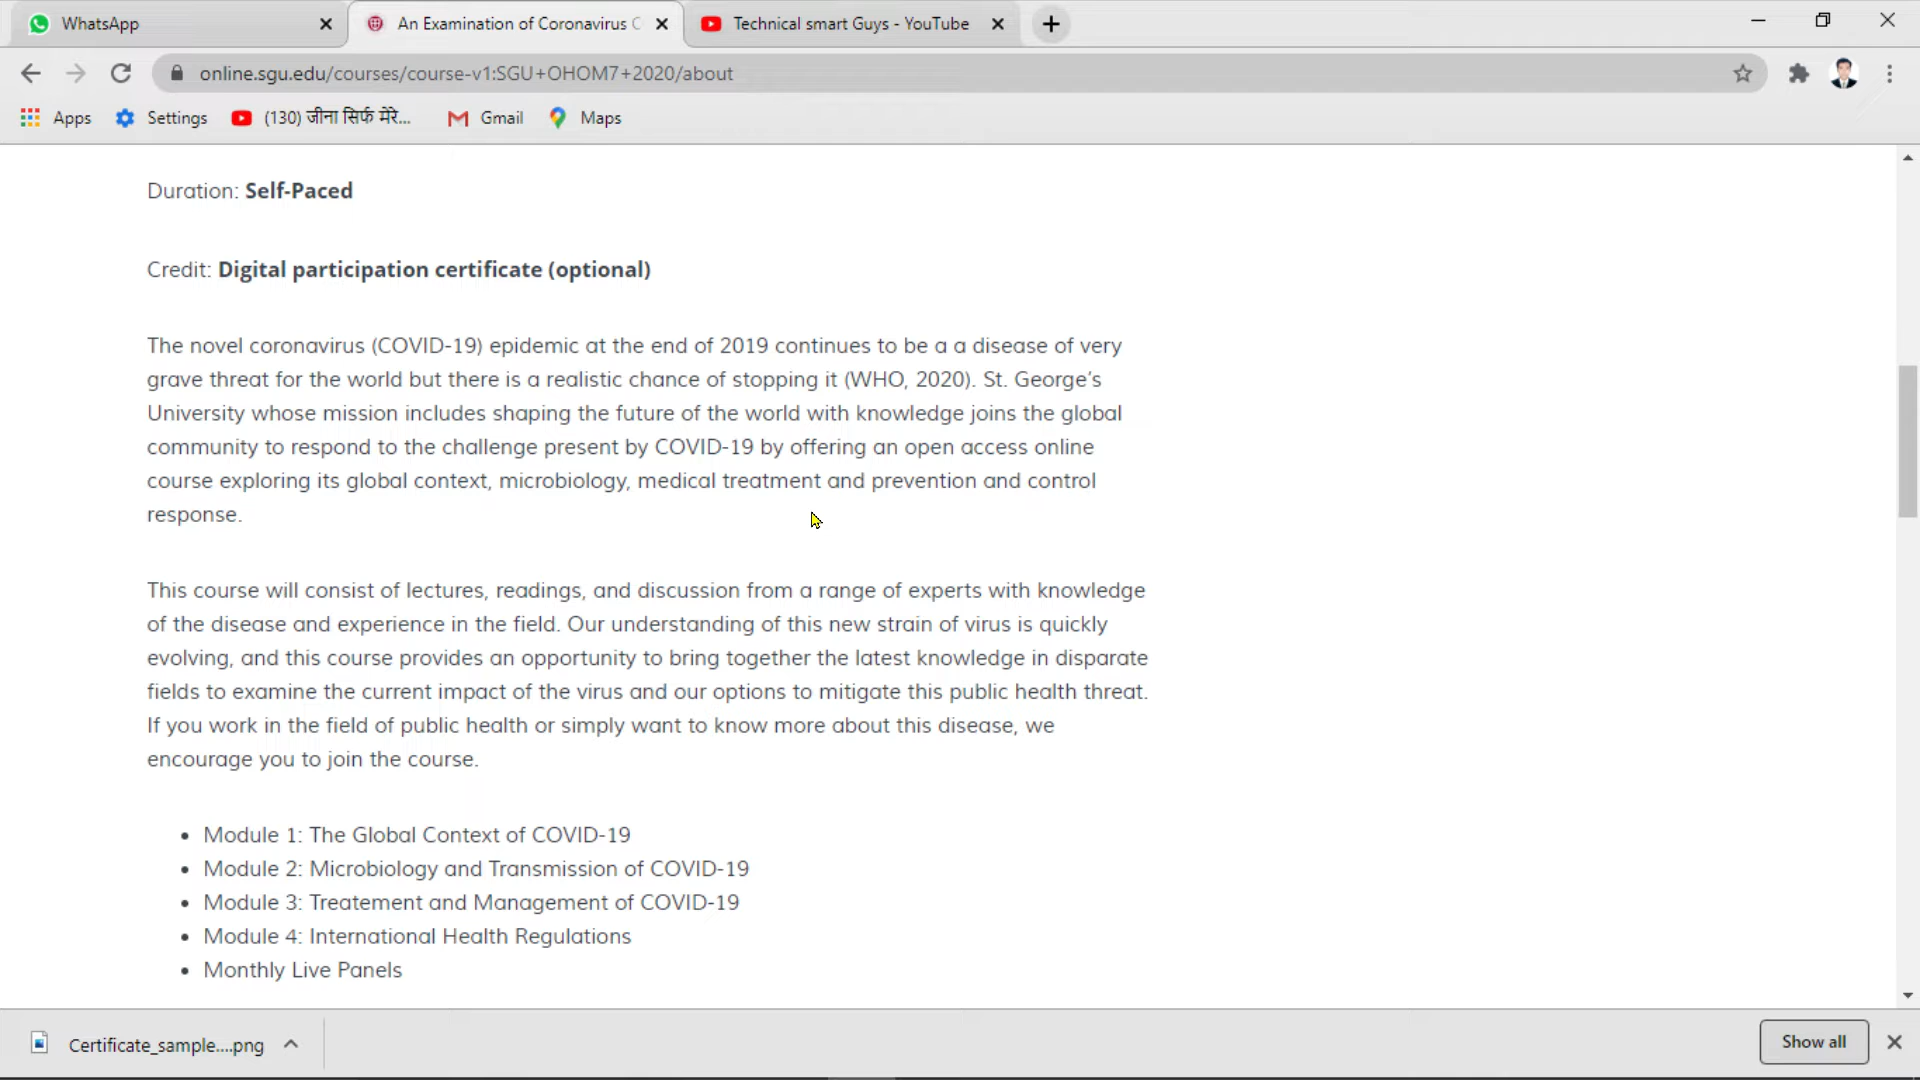 WhatsApp
An Examination of Coronavirus C
Technical smart Guys - YouTube
online.sgu.edu/courses/course-v1:SGU+OHOM7+2020/about
Apps
Settings
(130) जीना सिर्फ मेरे...
Gmail
Maps
Duration: Self-Paced
Credit: Digital participation certificate (optional)
The novel coronavirus (COVID-19) epidemic at the end of 2019 continues to be a a disease of very
grave threat for the world but there is a realistic chance of stopping it (WHO, 2020). St. George’s
University whose mission includes shaping the future of the world with knowledge joins the global
community to respond to the challenge present by COVID-19 by offering an open access online
course exploring its global context, microbiology, medical treatment and prevention and control
response.
This course will consist of lectures, readings, and discussion from a range of experts with knowledge
of the disease and experience in the field. Our understanding of this new strain of virus is quickly
evolving, and this course provides an opportunity to bring together the latest knowledge in disparate
fields to examine the current impact of the virus and our options to mitigate this public health threat.
If you work in the field of public health or simply want to know more about this disease, we
encourage you to join the course.
• Module 1: The Global Context of COVID-19
• Module 2: Microbiology and Transmission of COVID-19
• Module 3: Treatement and Management of COVID-19
• Module 4: International Health Regulations
• Monthly Live Panels
Certificate_sample....png
Show all